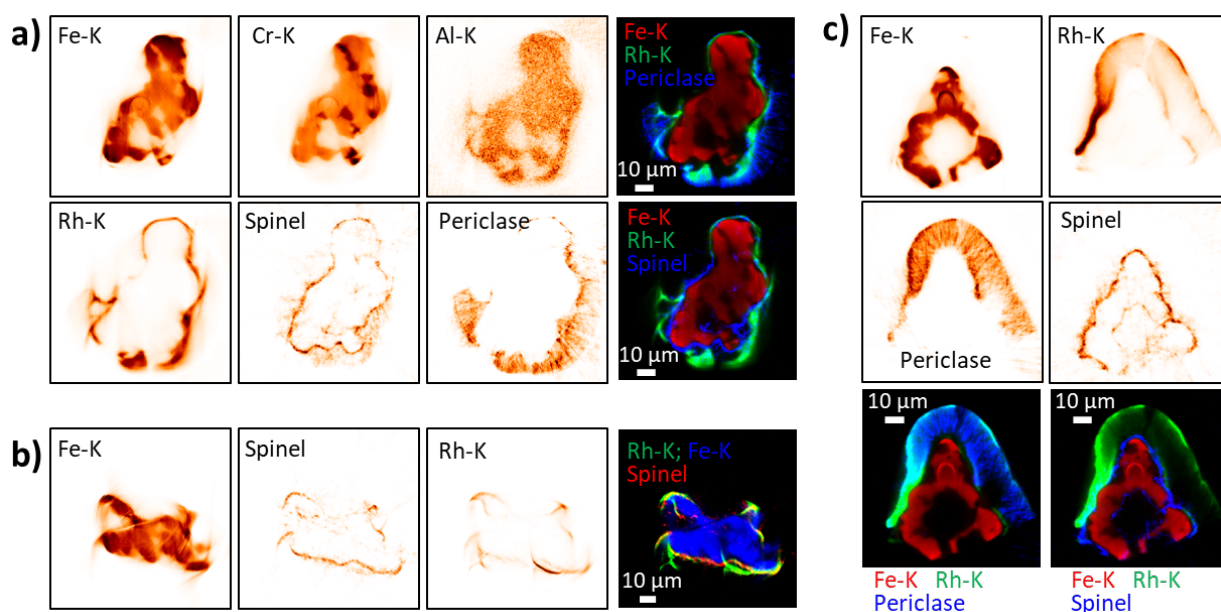 a)
Fe-K
Cr-K
Al-K
Fe-K
Rh-K
Periclase
10 µm
Rh-K
Spinel
Periclase
Fe-K
Rh-K
Spinel
10 µm
b)
Fe-K
Spinel
Rh-K
Rh-K; Fe-K
Spinel
10 µm
c)
Fe-K
Rh-K
Periclase
Spinel
10 µm
10 µm
Fe-K Rh-K
Periclase
Fe-K Rh-K
Spinel